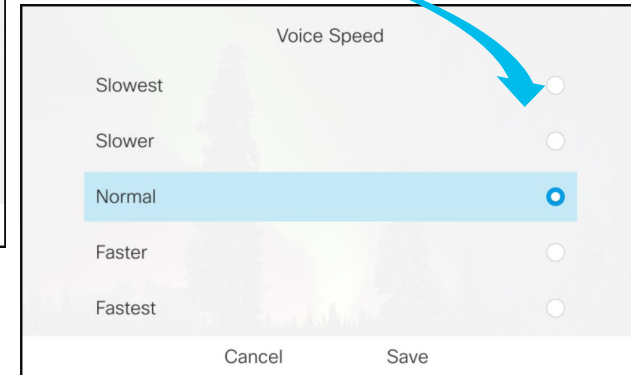 Voice Speed
Slowest
Slower
Normal
Faster
Fastest
Cancel Save